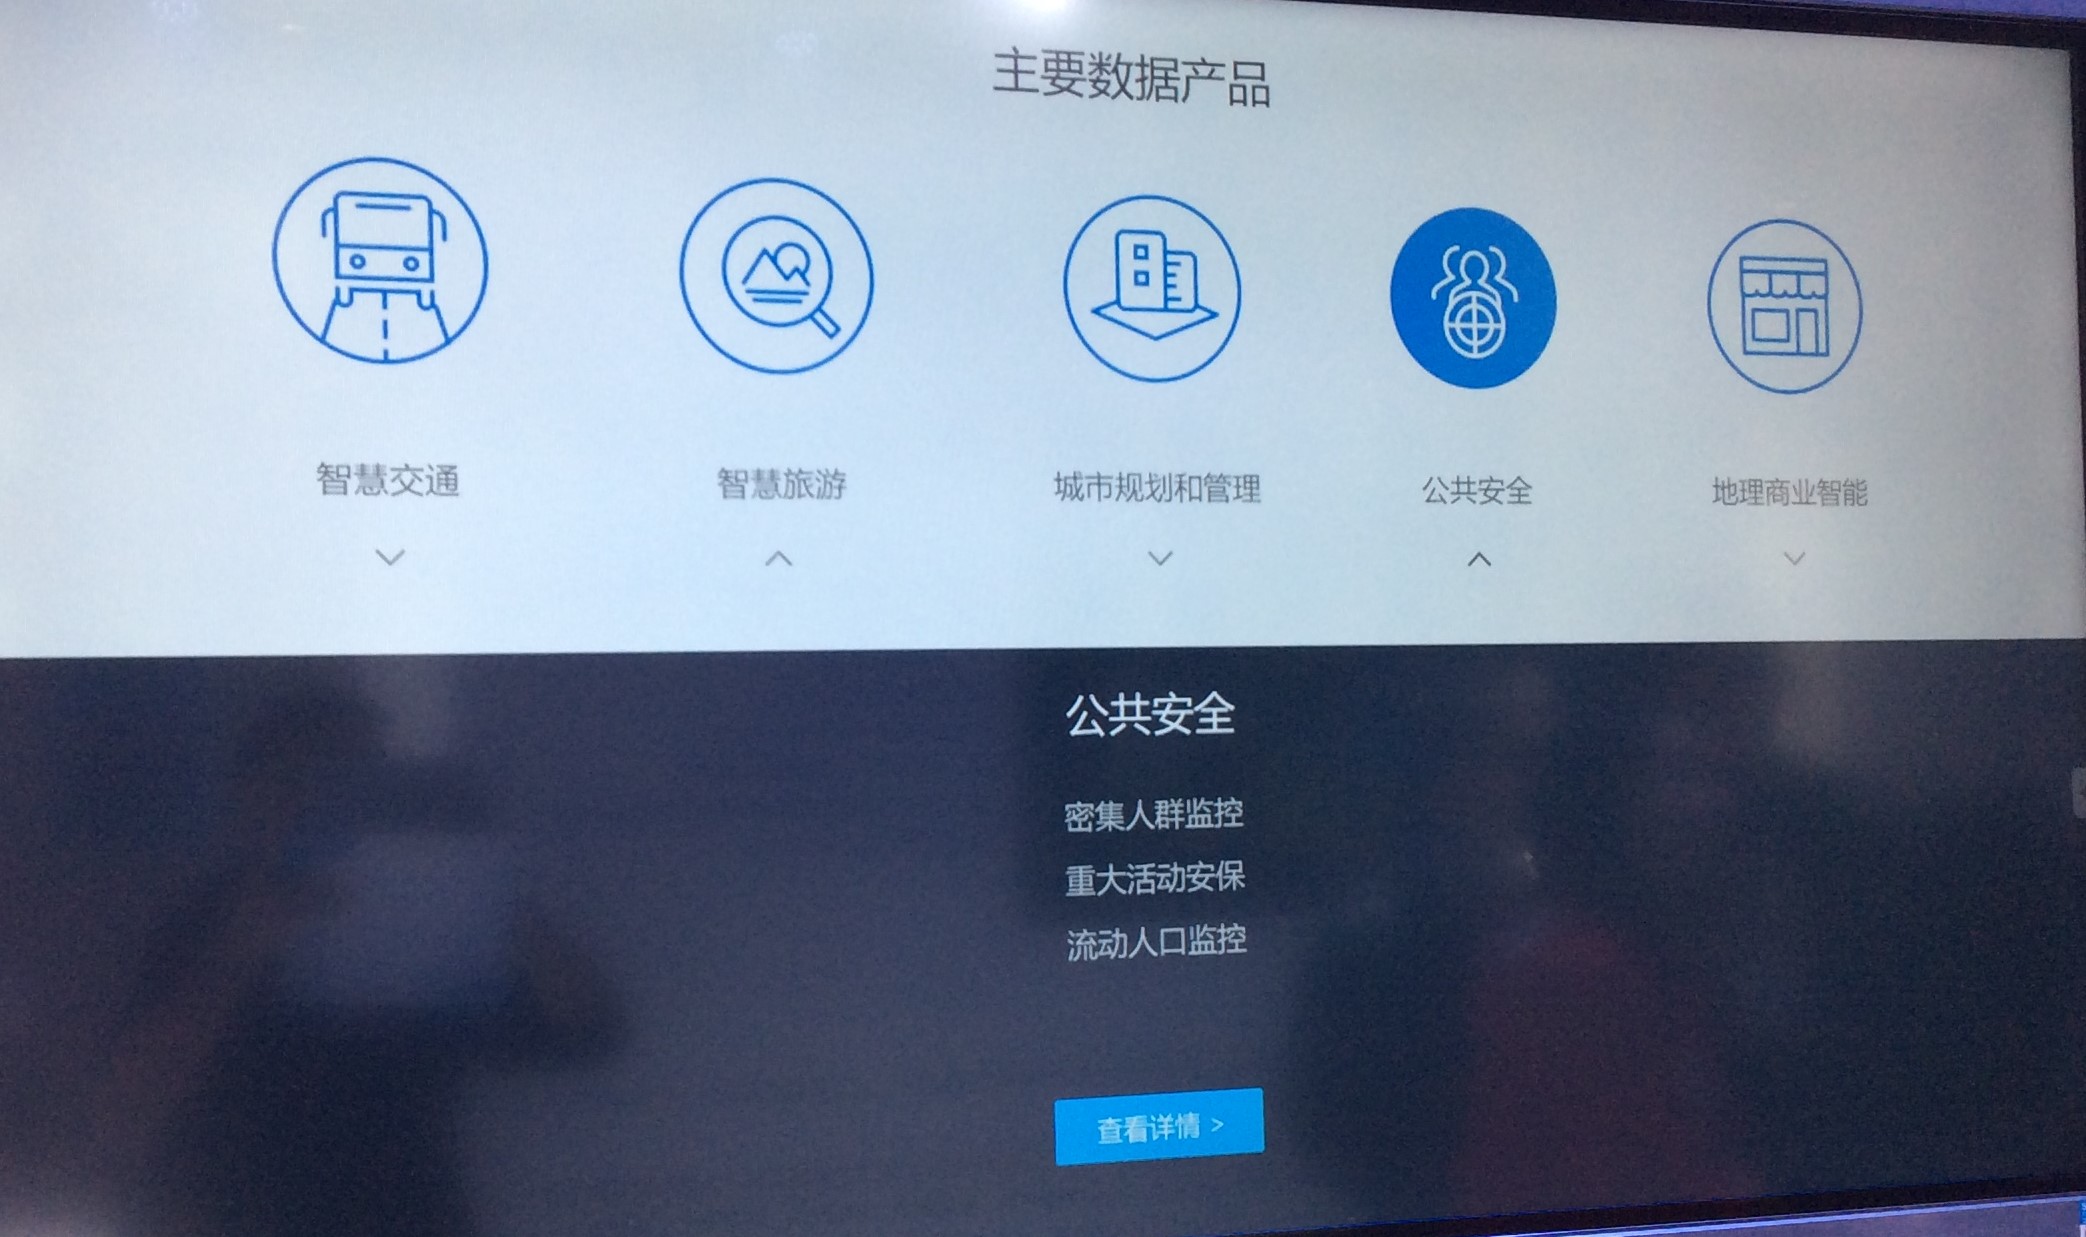 主要数据产品
智慧交通
智慧旅游
城市规划和管理
公共安全
地理商业智能
公共安全
密集人群监控
重大活动安保
流动人口监控
查看详情 >